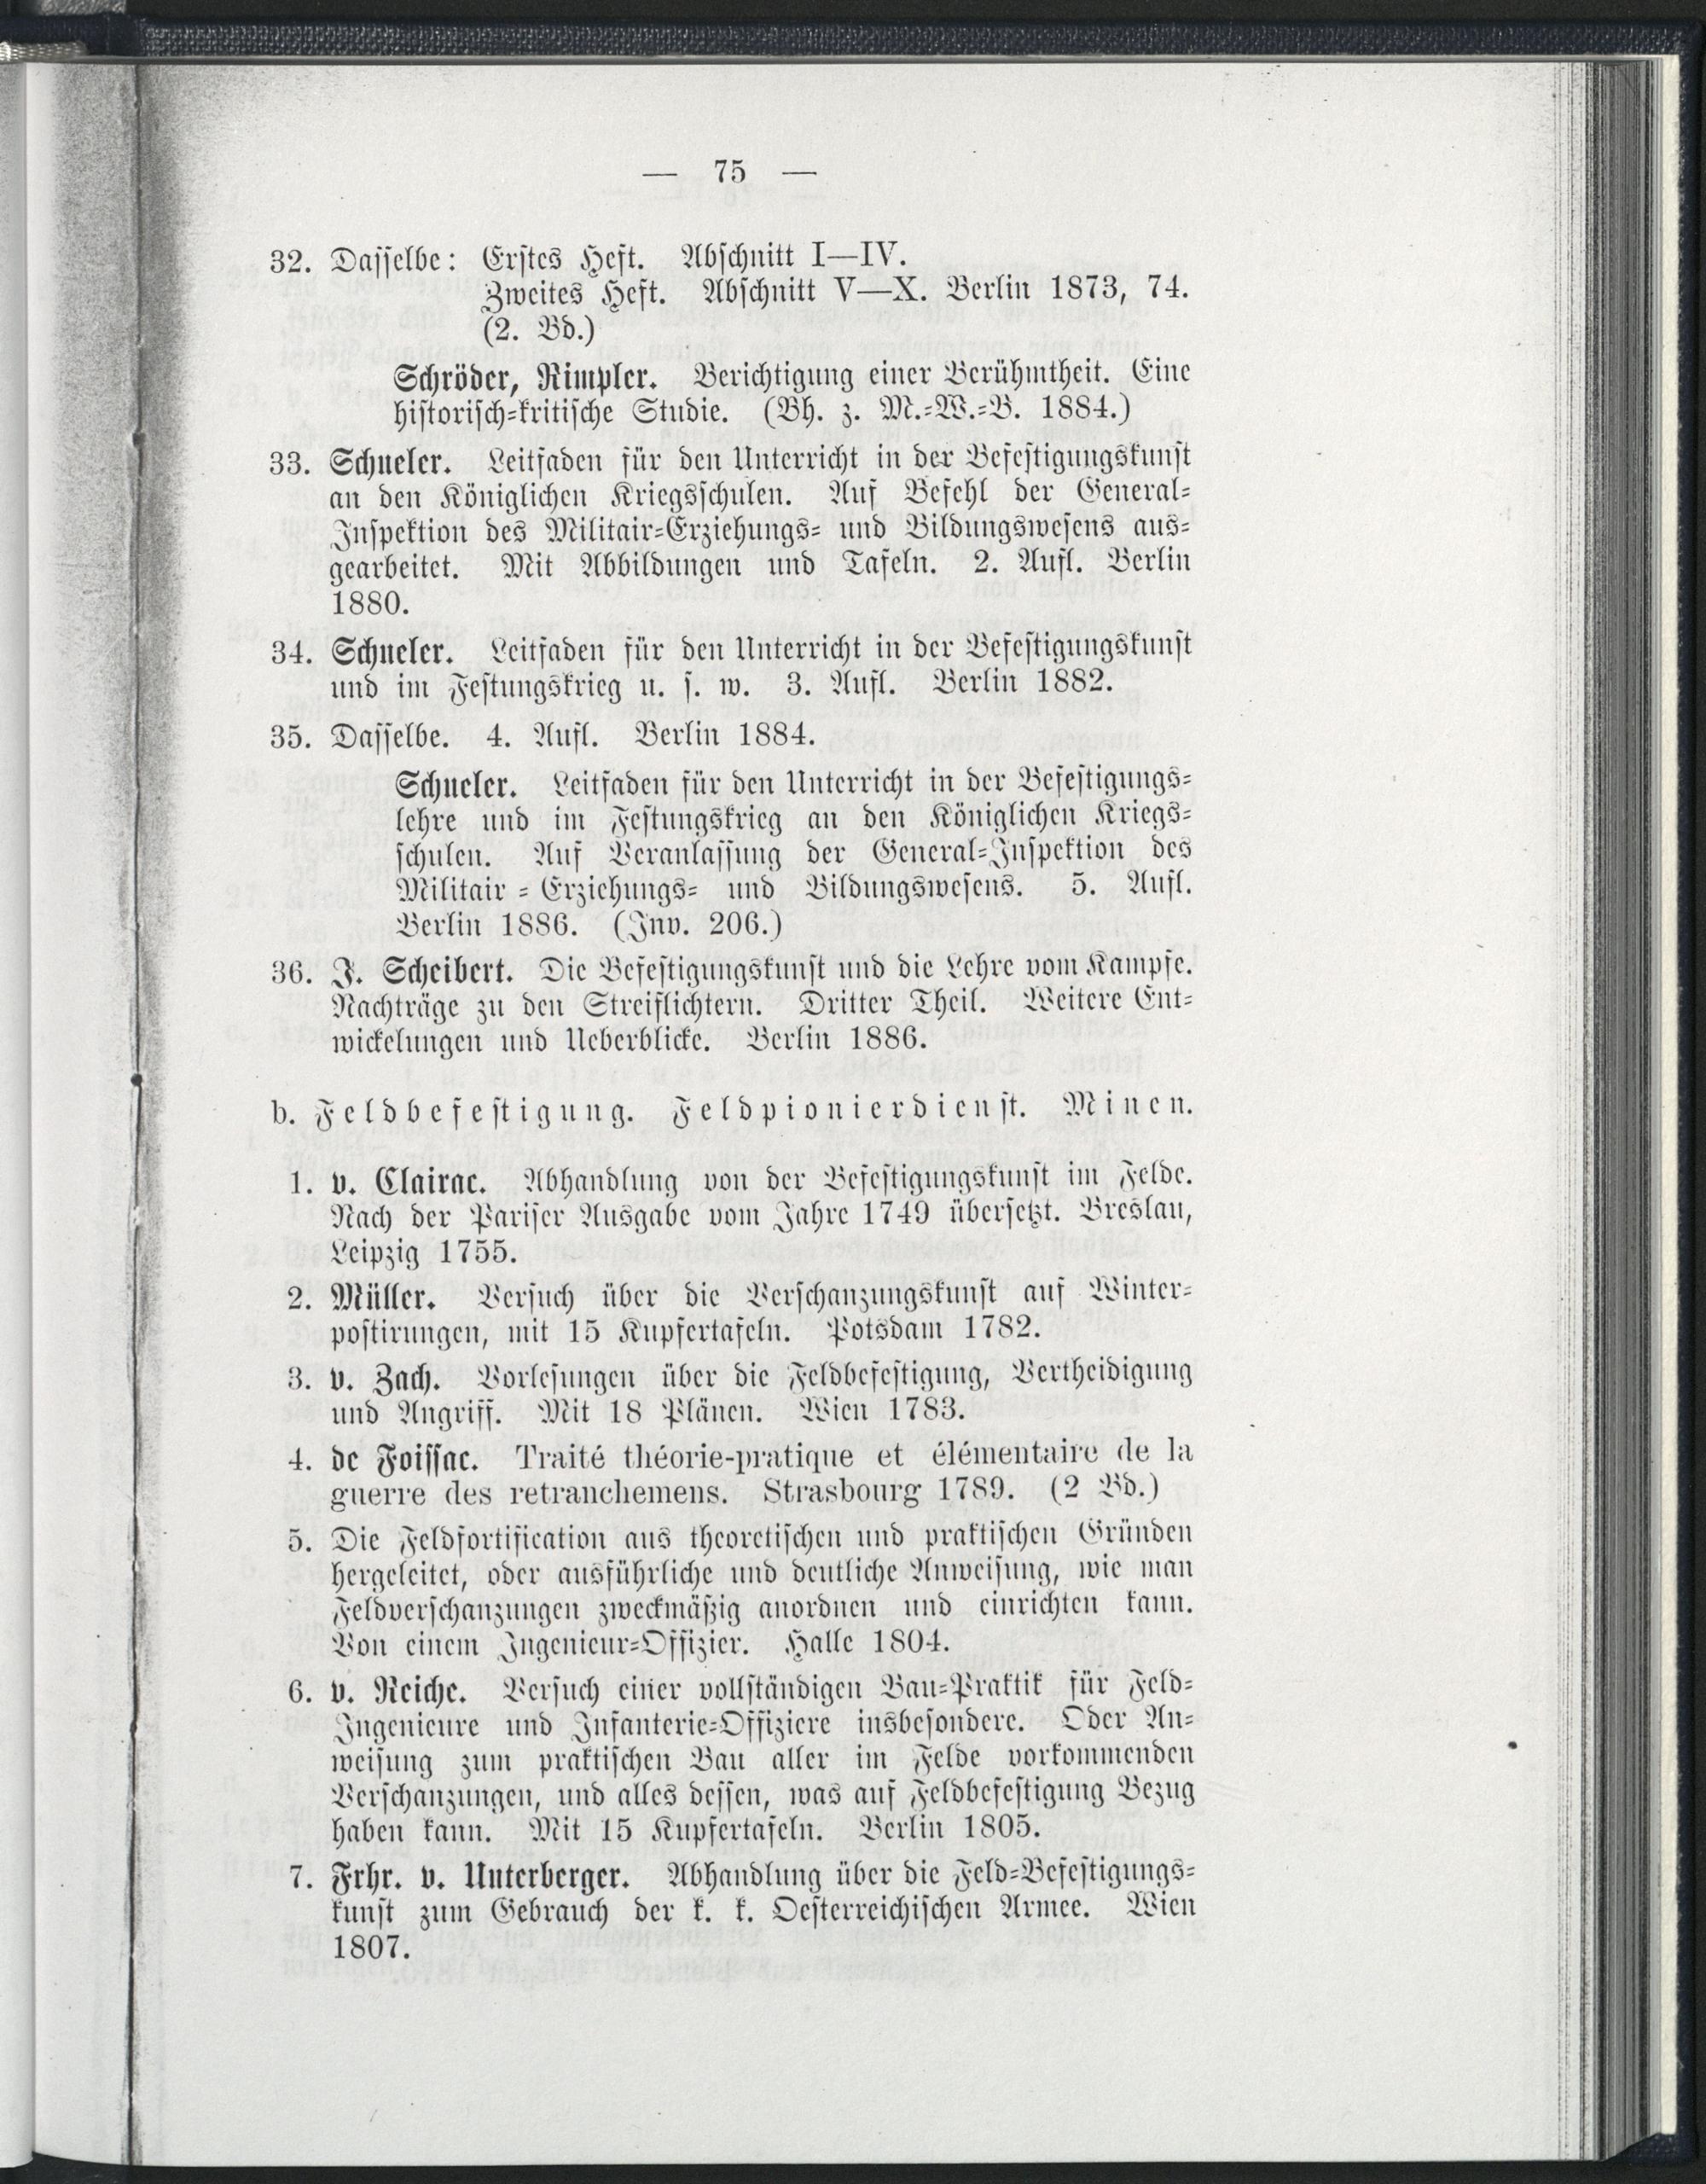 — 75 —
32. Dasselbe: Erstes Heft. Abschnitt I—IV.
Zweites Heft. Abschnitt V—X. Berlin 1873, 74.
(2. Bd.)
Schröder, Rimpler. Berichtigung einer Berühmtheit. Eine
historisch-kritische Studie. (Bh. z. M.-W.-B. 1884.)
33. Schueler. Leitfaden für den Unterricht in der Befestigungskunst
an den Königlichen Kriegsschulen. Auf Befehl der General-
Inspektion des Militair-Erziehungs- und Bildungswesens aus-
gearbeitet. Mit Abbildungen und Tafeln. 2. Aufl. Berlin
1880.
34. Schueler. Leitfaden für den Unterricht in der Befestigungskunst
und im Festungskrieg u. s. w. 3. Aufl. Berlin 1882.
35. Dasselbe. 4. Aufl. Berlin 1884.
Schueler. Leitfaden für den Unterricht in der Befestigungs-
lehre und im Festungskrieg an den Königlichen Kriegs-
schulen. Auf Veranlassung der General-Inspektion des
Militair-Erziehungs- und Bildungswesens. 5. Aufl.
Berlin 1886. (Inv. 206.)
36. J. Scheibert. Die Befestigungskunst und die Lehre vom Kampfe.
Nachträge zu den Streiflichtern. Dritter Theil. Weitere Ent-
wickelungen und Ueberblicke. Berlin 1886.
b. Feldbefestigung. Feldpionierdienst. Minen.
1. v. Clairac. Abhandlung von der Befestigungskunst im Felde.
Nach der Pariser Ausgabe vom Jahre 1749 übersetzt. Breslau,
Leipzig 1755.
2. Müller. Versuch über die Verschanzungskunst auf Winter-
postirungen, mit 15 Kupfertafeln. Potsdam 1782.
3. v. Zach. Vorlesungen über die Feldbefestigung, Vertheidigung
und Angriff. Mit 18 Plänen. Wien 1783.
4. de Foissac. Traité théorie-pratique et élémentaire de la
guerre des retranchemens. Strasbourg 1789. (2 Bd.)
5. Die Feldfortification aus theoretischen und praktischen Gründen
hergeleitet, oder ausführliche und deutliche Anweisung, wie man
Feldverschanzungen zweckmäßig anordnen und einrichten kann.
Von einem Ingenieur-Offizier. Halle 1804.
6. v. Reiche. Versuch einer vollständigen Bau-Praktik für Feld-
Ingenieure und Infanterie-Offiziere insbesondere. Oder An-
weisung zum praktischen Bau aller im Felde vorkommenden
Verschanzungen, und alles dessen, was auf Feldbefestigung Bezug
haben kann. Mit 15 Kupfertafeln. Berlin 1805.
7. Frhr. v. Unterberger. Abhandlung über die Feld-Befestigungs-
kunst zum Gebrauch der k. k. Oesterreichischen Armee. Wien
1807.